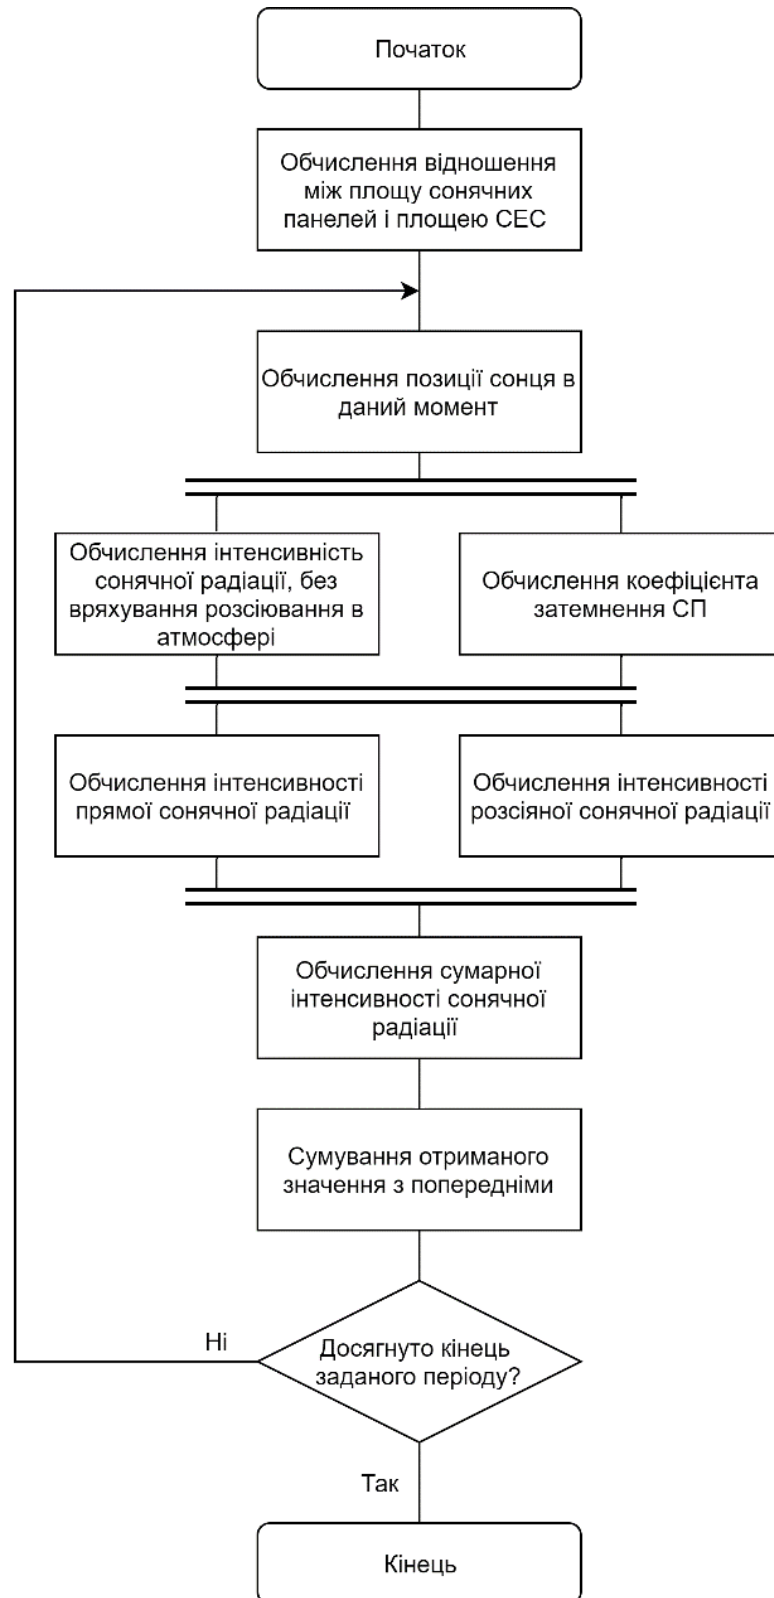 Початок
Обчислення відношення
між площу сонячних
панелей і площею СЕС
Обчислення позиції сонця в
даний момент
Обчислення інтенсивність
сонячної радіації, без
вряхування розсіювання в
атмосфері
Обчислення коефіцієнта
затемнення СП
Обчислення інтенсивності
прямої сонячної радіації
Обчислення інтенсивності
розсіяної сонячної радіації
Обчислення сумарної
інтенсивності сонячної
радіації
Сумування отриманого
значення з попередніми
Ні
Досягнуто кінець
заданого періоду?
Так
Кінець